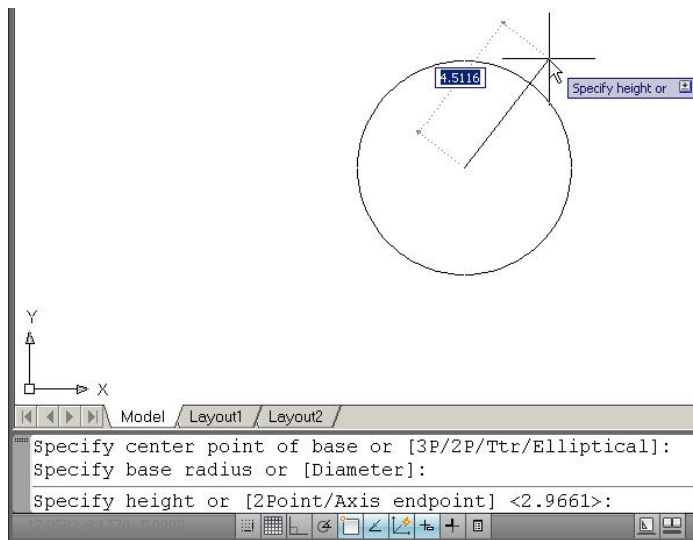 4.5116
Specify height or
Y
X
Model Layout1 Layout2
Specify center point of base or [3P/2P/Ttr/Elliptical]:
Specify base radius or [Diameter]:
Specify height or [2Point/Axis endpoint] <2.9661>: